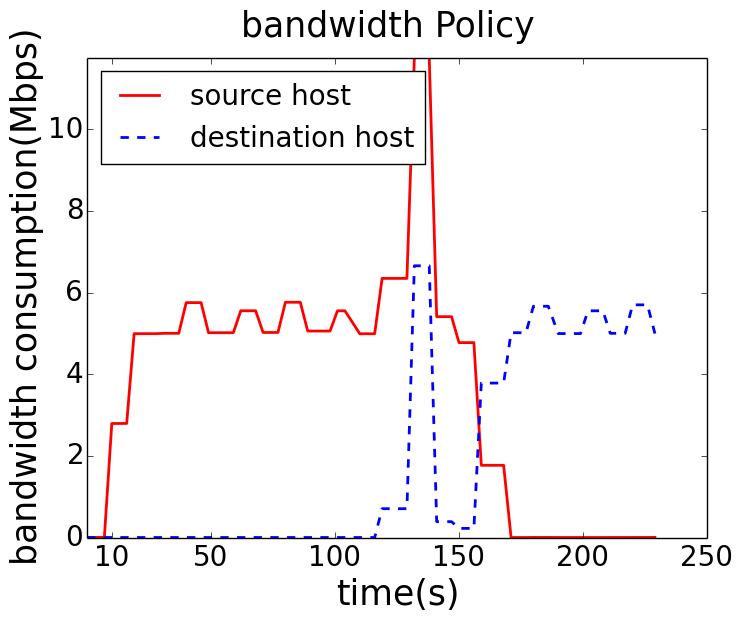 bandwidth Policy
source host
destination host
bandwidth consumption(Mbps)
10
8
6
4
2
0
10 50 100 150 200 250
time(s)